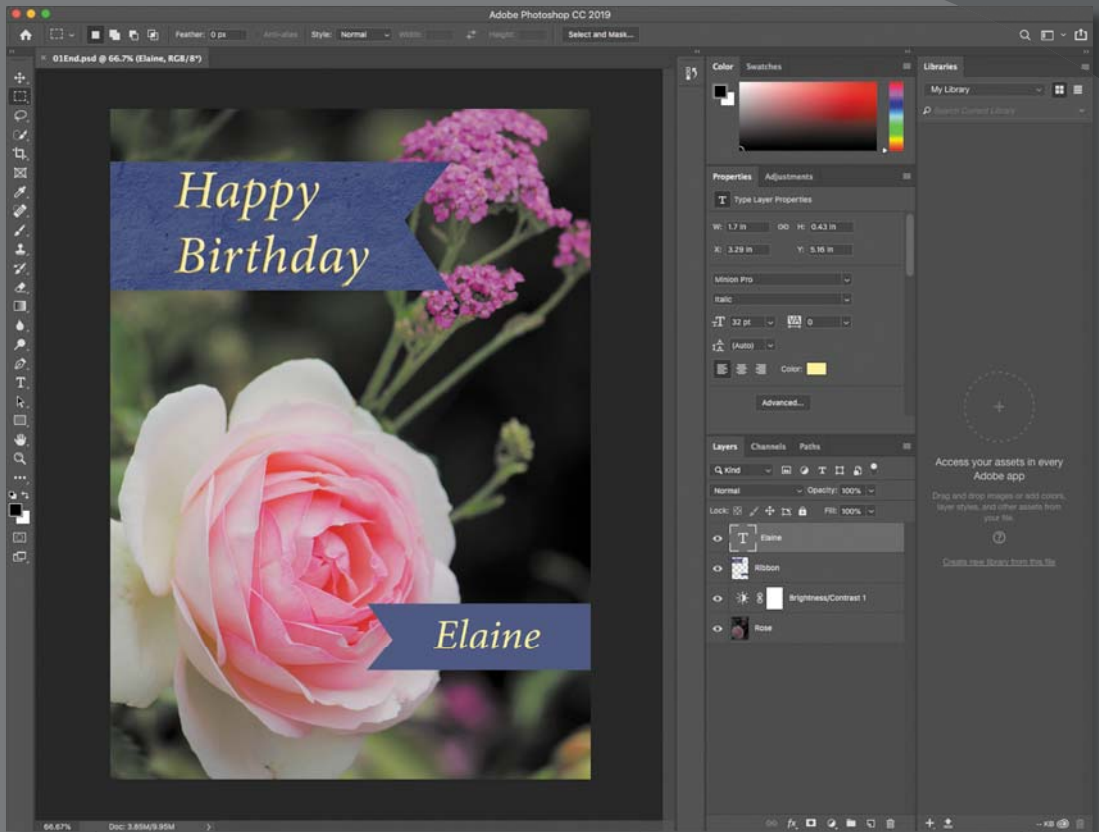 Adobe Photoshop CC 2019
Feather: 0 px Anti-alias Style: Normal Width: Height: Select and Mask...
01End.psd @ 66.7% (Elaine, RGB/8*)
Happy
Birthday
Elaine
66.67% Doc: 3.85M/9.95M
Color Swatches
Properties Adjustments
T Type Layer Properties
W: 1.7 in H: 0.43 in
X: 3.29 in Y: 5.16 in
Minion Pro
Italic
32 pt 0
(Auto)
Color:
Advanced...
Layers Channels Paths
Kind
Normal Opacity: 100%
Lock: Fill: 100%
T Elaine
Ribbon
Brightness/Contrast 1
Rose
Libraries
My Library
Search Current Library
Access your assets in every
Adobe app
Drag and drop images or add colors,
layer styles, and other assets from
your file.
Create new library from this file
-- KB